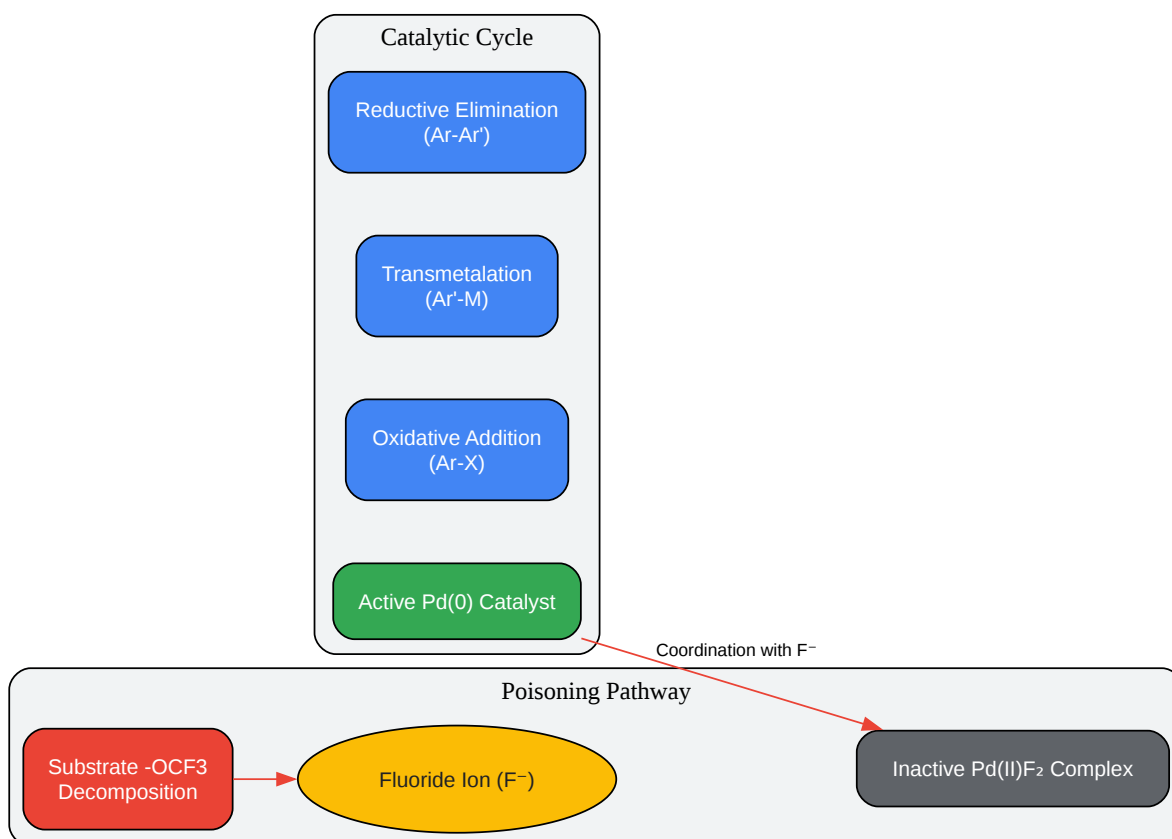 Catalytic Cycle
Reductive Elimination
(Ar-Ar')
Transmetalation
(Ar'-M)
Oxidative Addition
(Ar-X)
Active Pd(0) Catalyst
Coordination with F⁻
Poisoning Pathway
Substrate -OCF3
Decomposition
Fluoride Ion (F⁻)
Inactive Pd(II)F₂ Complex